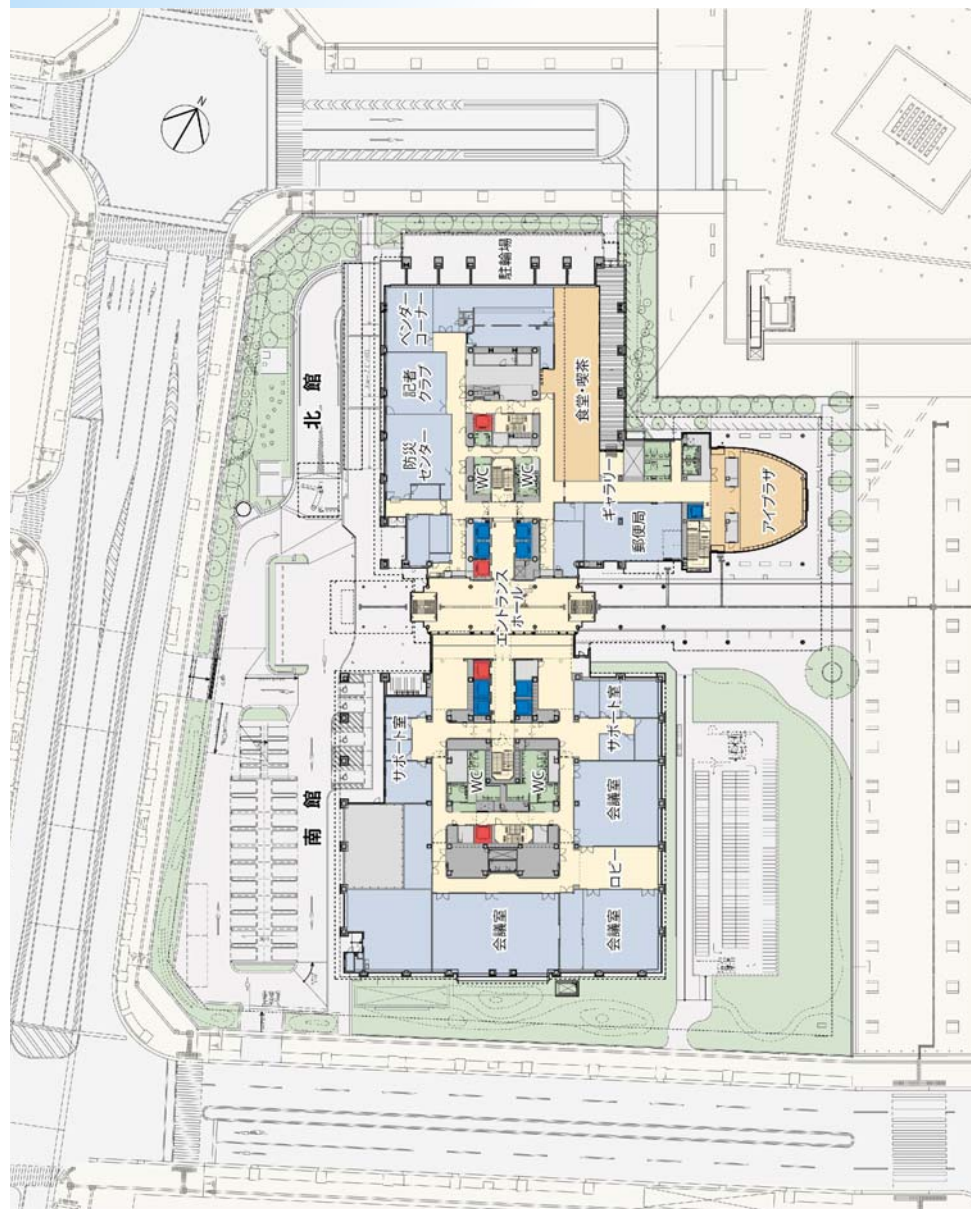 N
北館
駐輪場
ベンダー
コーナー
記者
クラブ
防災
センター
食堂・喫茶
WC
WC
ギャラリー
郵便局
アイプラザ
エントランス
ホール
南館
サポート室
サポート室
WC
WC
会議室
ロビー
会議室
会議室